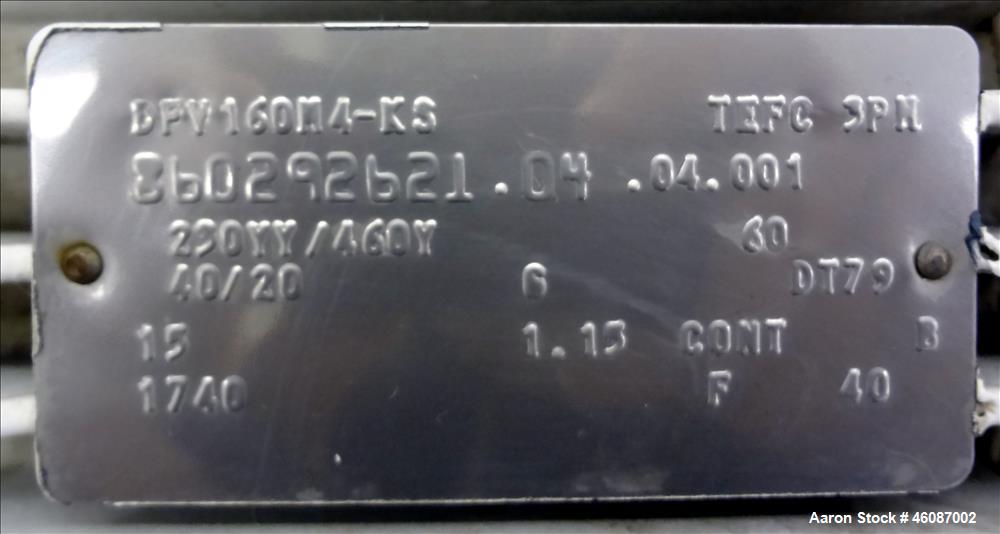 DFV160M4-KS TEFC 3PH
860292621.04.04.001
230YY/460Y 60
40/20 G DT79
15 1.15 CONT B
1740 F 40
Aaron Stock # 46087002